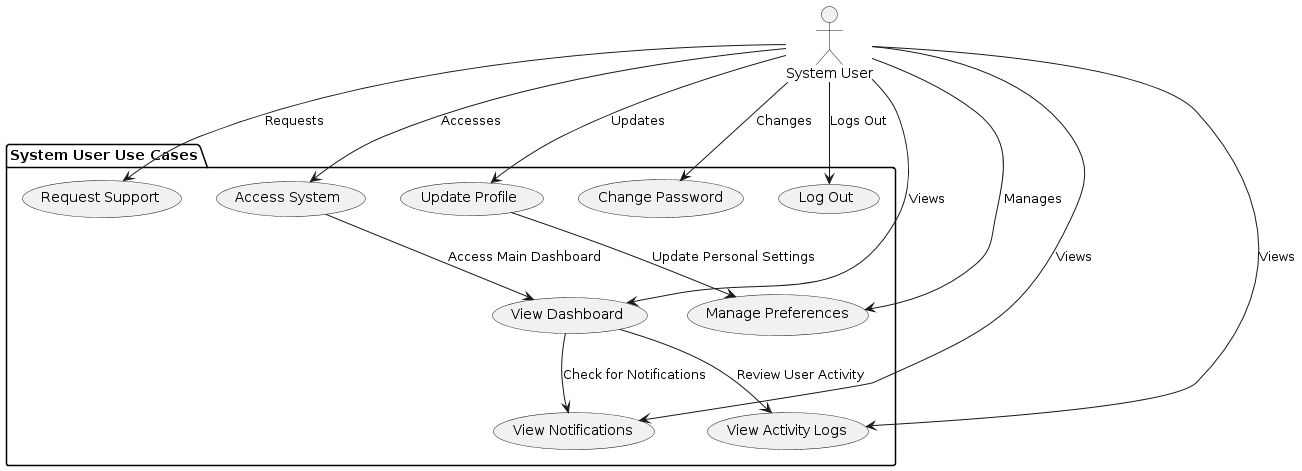 System User
Requests
Accesses
Updates
Changes
Logs Out
System User Use Cases
Request Support
Access System
Update Profile
Change Password
Log Out
Views
Manages
Access Main Dashboard
Update Personal Settings
Views
Views
View Dashboard
Manage Preferences
Check for Notifications
Review User Activity
View Notifications
View Activity Logs